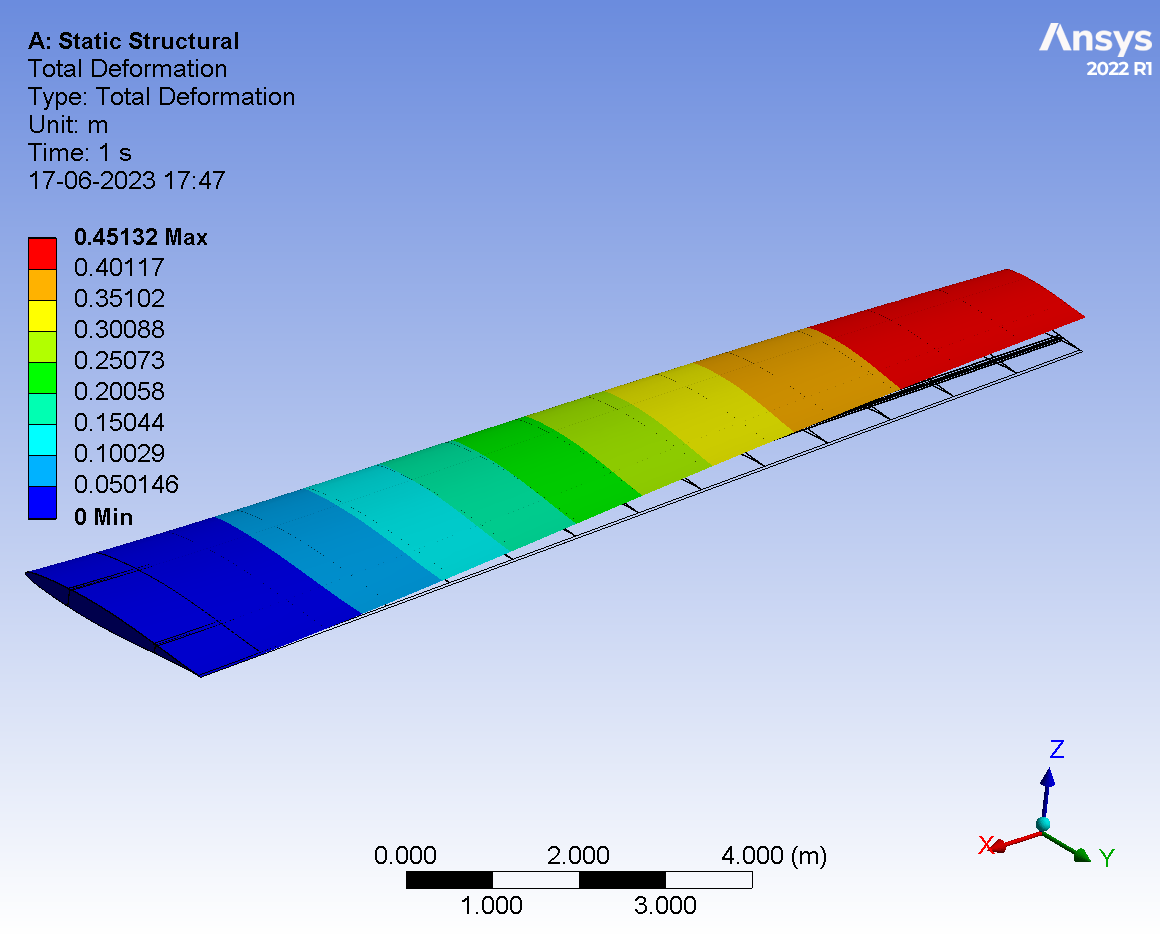 A: Static Structural
Total Deformation
Type: Total Deformation
Unit: m
Time: 1 s
17-06-2023 17:47
Ansys
2022 R1
0.45132 Max
0.40117
0.35102
0.30088
0.25073
0.20058
0.15044
0.10029
0.050146
0 Min
Z
X
Y
0.000 2.000 4.000 (m)
1.000 3.000